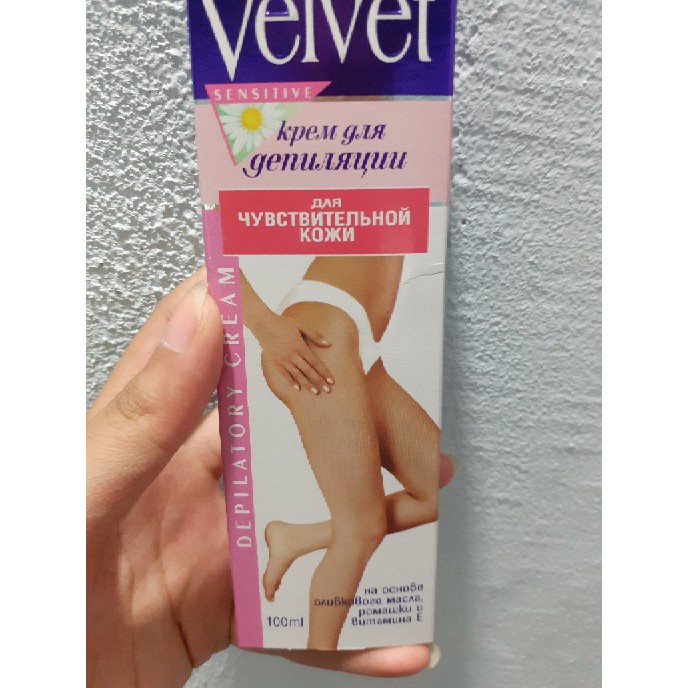 Velvet
SENSITIVE
крем для
депиляции
ДЛЯ
ЧУВСТВИТЕЛЬНОЙ
КОЖИ
DEPILATORY CREAM
на основе
оливкового масла,
ромашки и
витамина Е
100ml